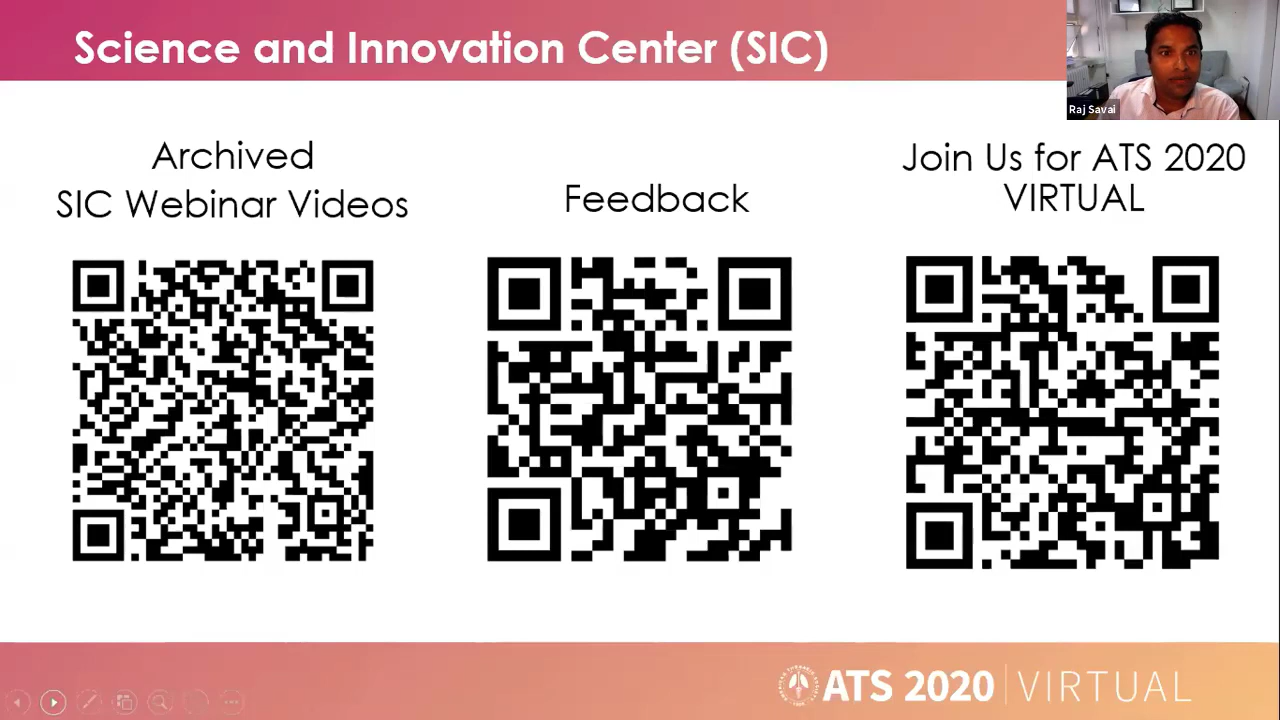 Science and Innovation Center (SIC)
Raj Savai
Archived
SIC Webinar Videos
Feedback
Join Us for ATS 2020
VIRTUAL
ATS 2020 VIRTUAL